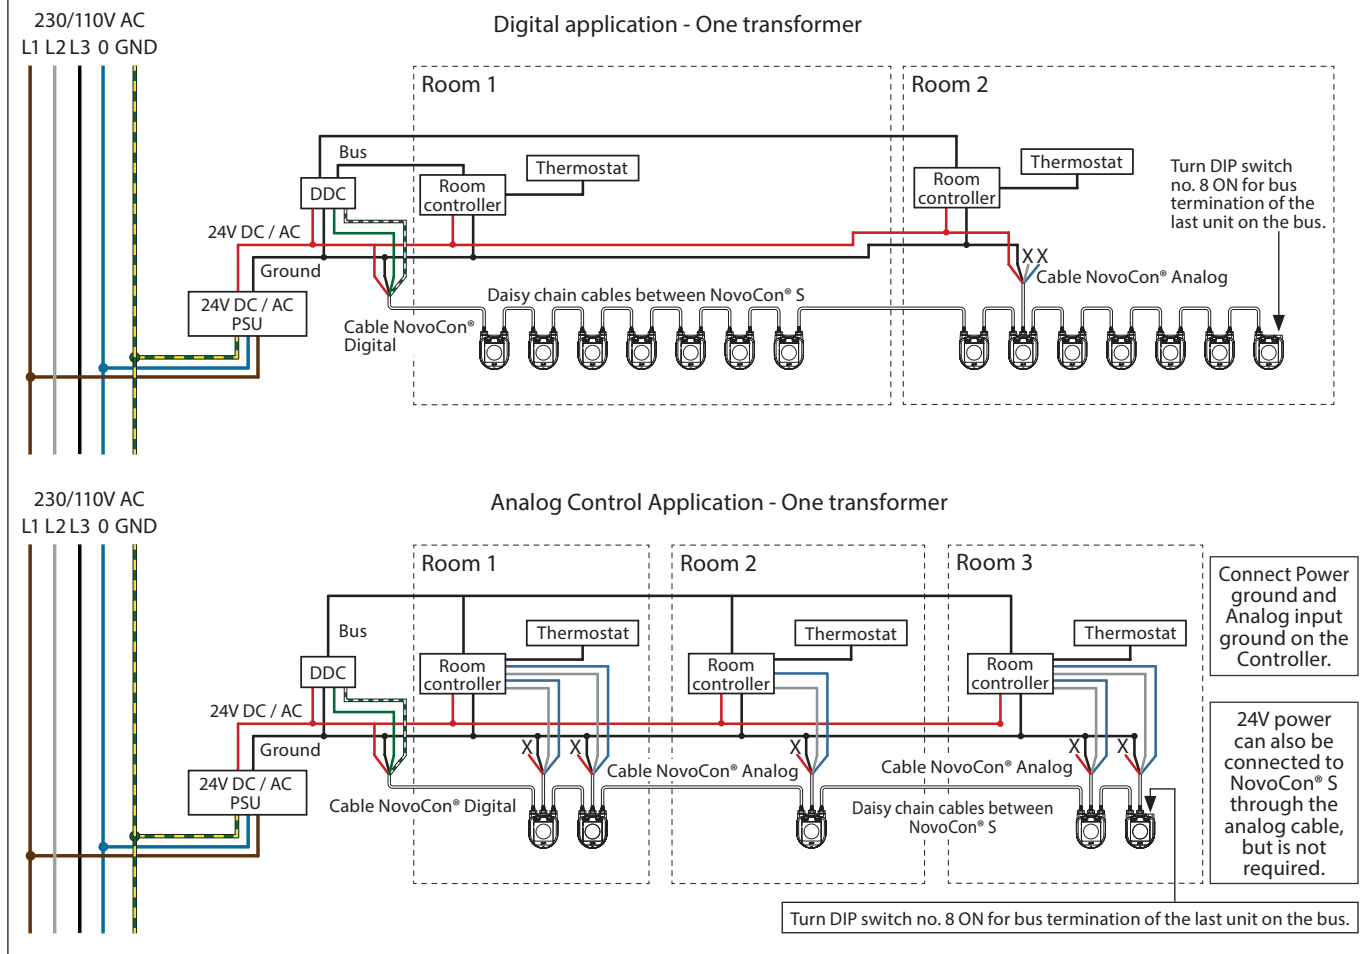 230/110V AC
L1 L2 L3 0 GND
Digital application - One transformer
Room 1
Room 2
Bus
DDC
Room
controller
Thermostat
Room
controller
Thermostat
Turn DIP switch
no. 8 ON for bus
termination of the
last unit on the bus.
24V DC / AC
Ground
24V DC / AC
PSU
X X
Cable NovoCon® Analog
Daisy chain cables between NovoCon® S
Cable NovoCon®
Digital
230/110V AC
L1 L2 L3 0 GND
Analog Control Application - One transformer
Room 1
Room 2
Room 3
Bus
DDC
Room
controller
Thermostat
Room
controller
Thermostat
Room
controller
Thermostat
Connect Power
ground and
Analog input
ground on the
Controller.
24V DC / AC
Ground
24V DC / AC
PSU
X
X
X
X
X
Cable NovoCon® Analog
Cable NovoCon® Analog
Cable NovoCon® Digital
Daisy chain cables between
NovoCon® S
24V power
can also be
connected to
NovoCon® S
through the
analog cable,
but is not
required.
Turn DIP switch no. 8 ON for bus termination of the last unit on the bus.